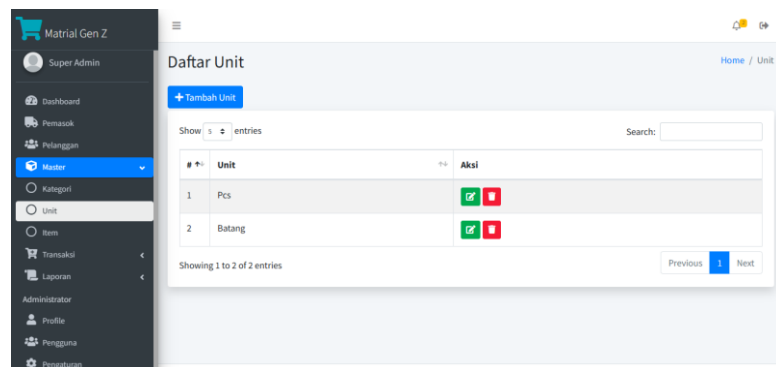 Matrial Gen Z
Super Admin
Dashboard
Pemasok
Pelanggan
Master
Kategori
Unit
Item
Transaksi
Laporan
Administrator
Profile
Pengguna
Pengaturan
Daftar Unit
Home / Unit
Tambah Unit
Show 5 entries
Search:
# Unit Aksi
1 Pcs
2 Batang
Showing 1 to 2 of 2 entries
Previous 1 Next